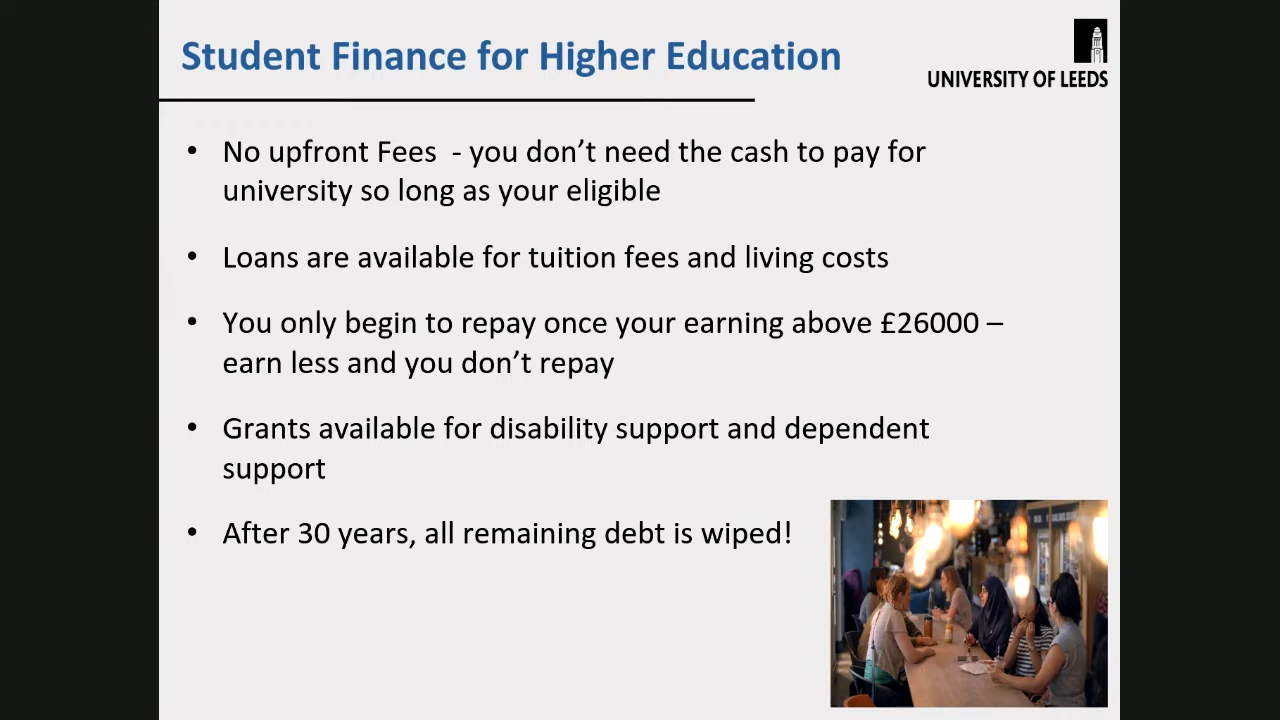 Student Finance for Higher Education
UNIVERSITY OF LEEDS
• No upfront Fees - you don’t need the cash to pay for
university so long as your eligible
• Loans are available for tuition fees and living costs
• You only begin to repay once your earning above £26000 –
earn less and you don’t repay
• Grants available for disability support and dependent
support
• After 30 years, all remaining debt is wiped!